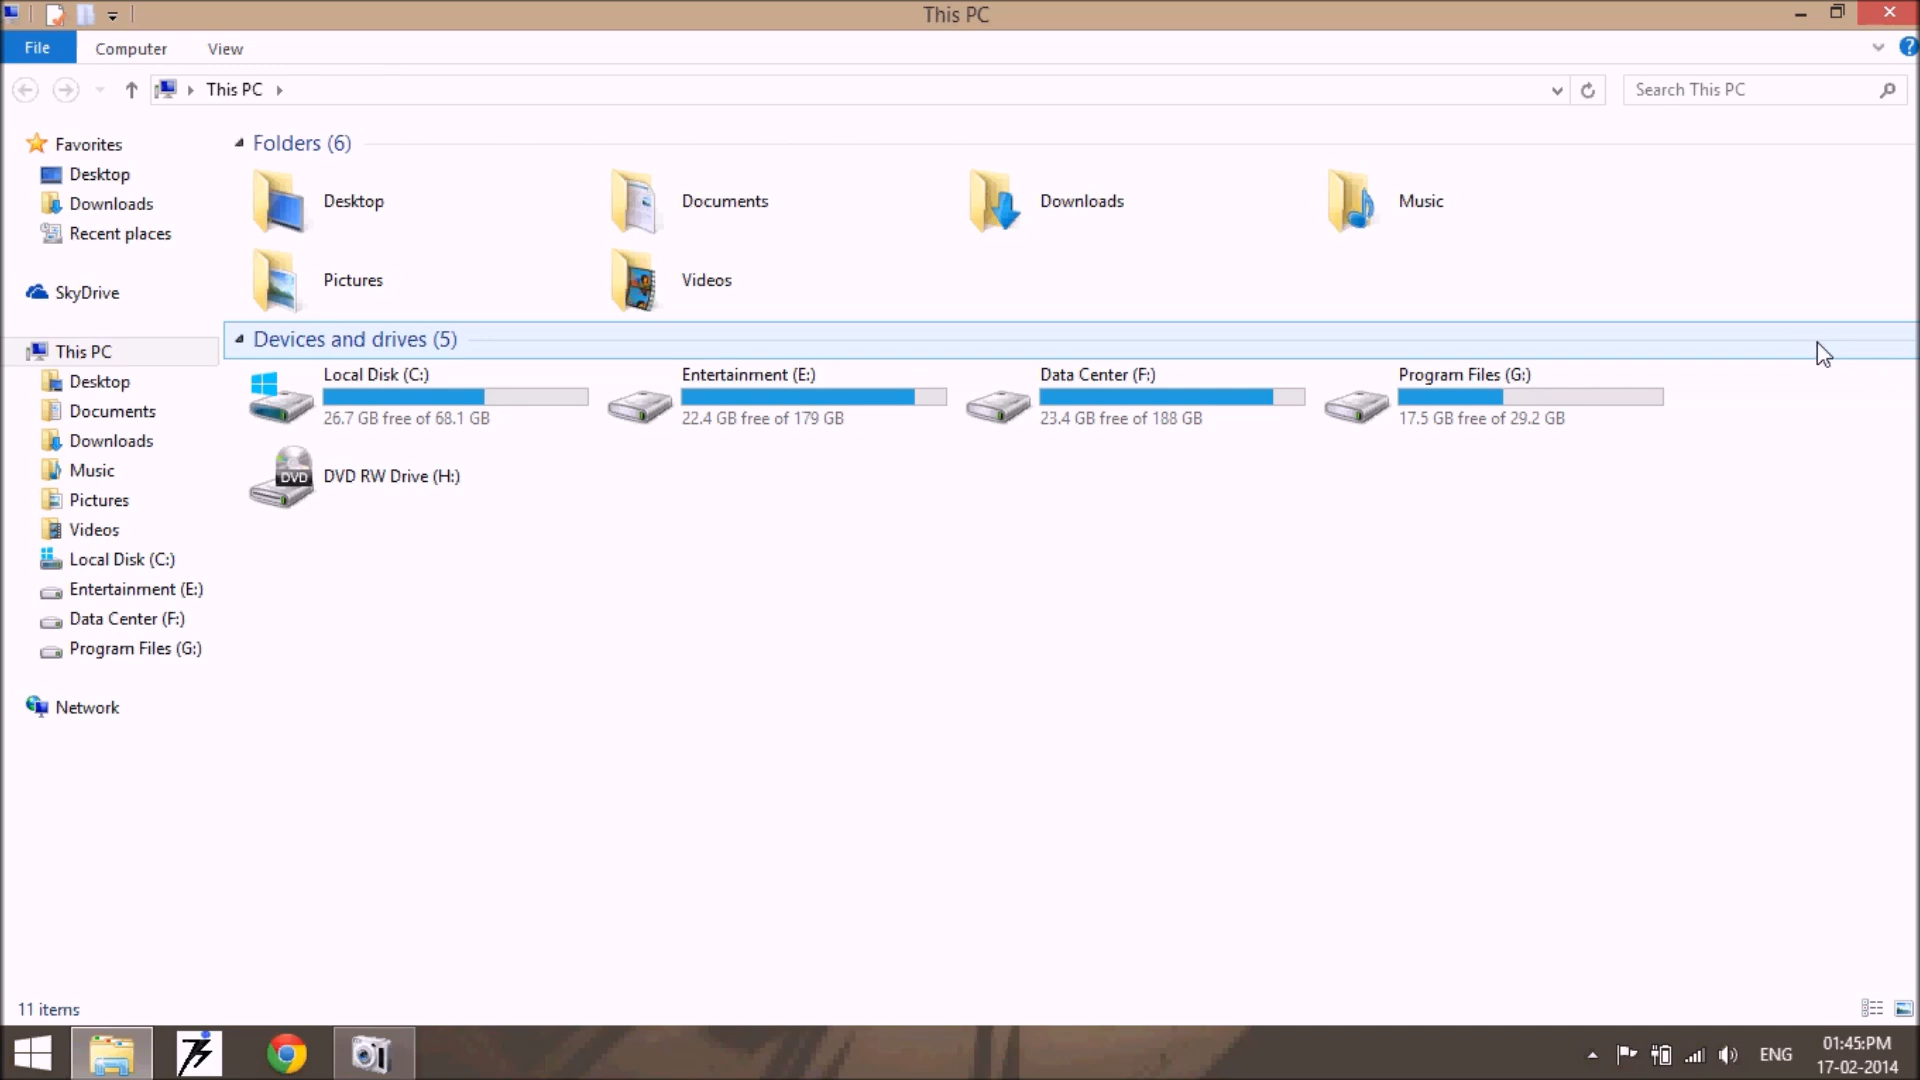 This PC
File
Computer
View
?
This PC
Search This PC
Favorites
Desktop
Downloads
Recent places
SkyDrive
This PC
Desktop
Documents
Downloads
Music
Pictures
Videos
Local Disk (C:)
Entertainment (E:)
Data Center (F:)
Program Files (G:)
Network
Folders (6)
Desktop
Documents
Downloads
Music
Pictures
Videos
Devices and drives (5)
Local Disk (C:)
26.7 GB free of 68.1 GB
Entertainment (E:)
22.4 GB free of 179 GB
Data Center (F:)
23.4 GB free of 188 GB
Program Files (G:)
17.5 GB free of 29.2 GB
DVD
DVD RW Drive (H:)
11 items
ENG
01:45:PM
17-02-2014